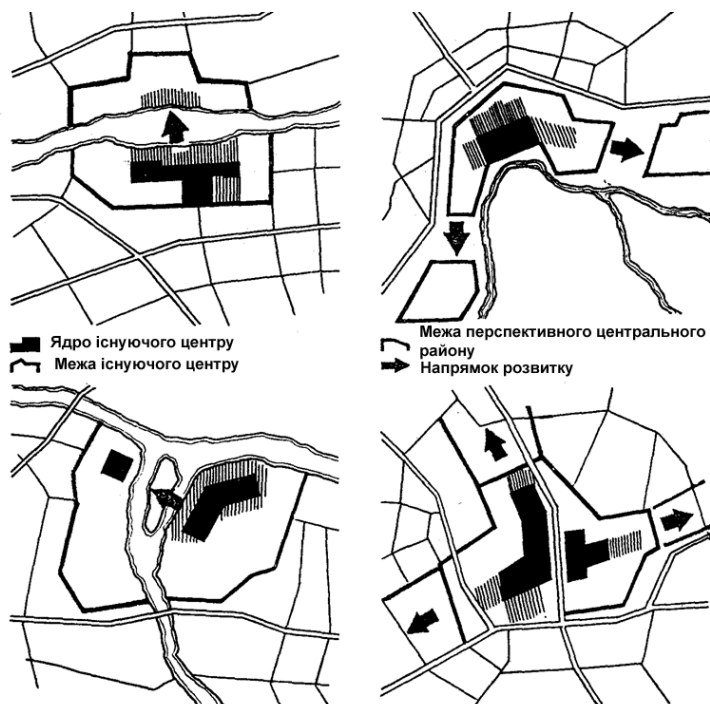 Ядро існуючого центру
Межа існуючого центру
Межа перспективного центрального
району
Напрямок розвитку